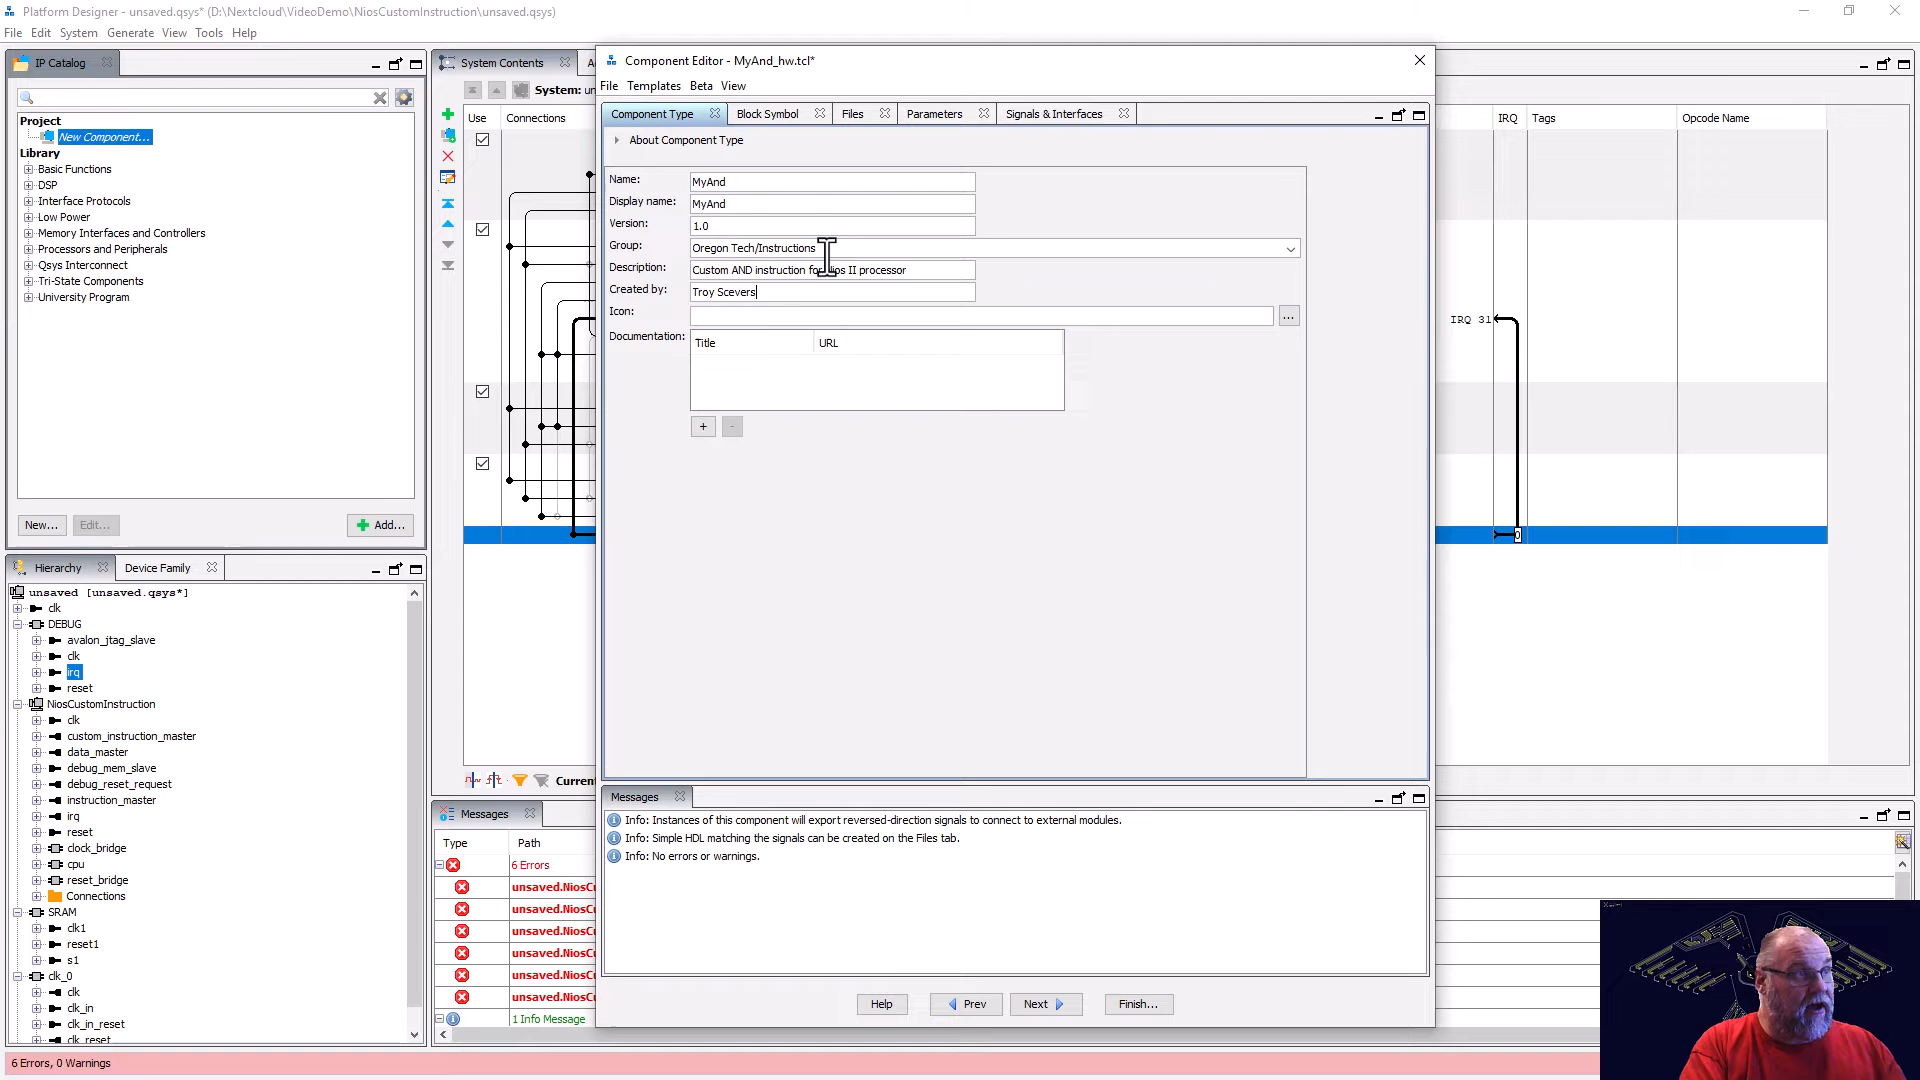 Platform Designer - unsaved.qsys* (D:\Nextcloud\VideoDemo\NiosCustomInstruction\unsaved.qsys)
File Edit System Generate View Tools Help
IP Catalog
Project
New Component...
Library
Basic Functions
DSP
Interface Protocols
Low Power
Memory Interfaces and Controllers
Processors and Peripherals
Qsys Interconnect
Tri-State Components
University Program
New... Edit... Add...
Hierarchy Device Family
unsaved [unsaved.qsys*]
clk
DEBUG
avalon_jtag_slave
clk
irq
reset
NiosCustomInstruction
clk
custom_instruction_master
data_master
debug_mem_slave
debug_reset_request
instruction_master
irq
reset
clock_bridge
cpu
reset_bridge
Connections
SRAM
clk1
reset1
s1
clk_0
clk
clk_in
clk_in_reset
clk_reset
6 Errors, 0 Warnings
System Contents
System:
Use Connections
IRQ Tags Opcode Name
IRQ 31
0
Current
Messages
Type Path
6 Errors
unsaved.NiosCu
unsaved.NiosCu
unsaved.NiosCu
unsaved.NiosCu
unsaved.NiosCu
unsaved.NiosCu
1 Info Message
Component Editor - MyAnd_hw.tcl*
File Templates Beta View
Component Type Block Symbol Files Parameters Signals & Interfaces
About Component Type
Name: MyAnd
Display name: MyAnd
Version: 1.0
Group: Oregon Tech/Instructions
Description: Custom AND instruction for Nios II processor
Created by: Troy Scevers
Icon: ...
Documentation: Title URL
+ -
Messages
Info: Instances of this component will export reversed-direction signals to connect to external modules.
Info: Simple HDL matching the signals can be created on the Files tab.
Info: No errors or warnings.
Help Prev Next Finish...